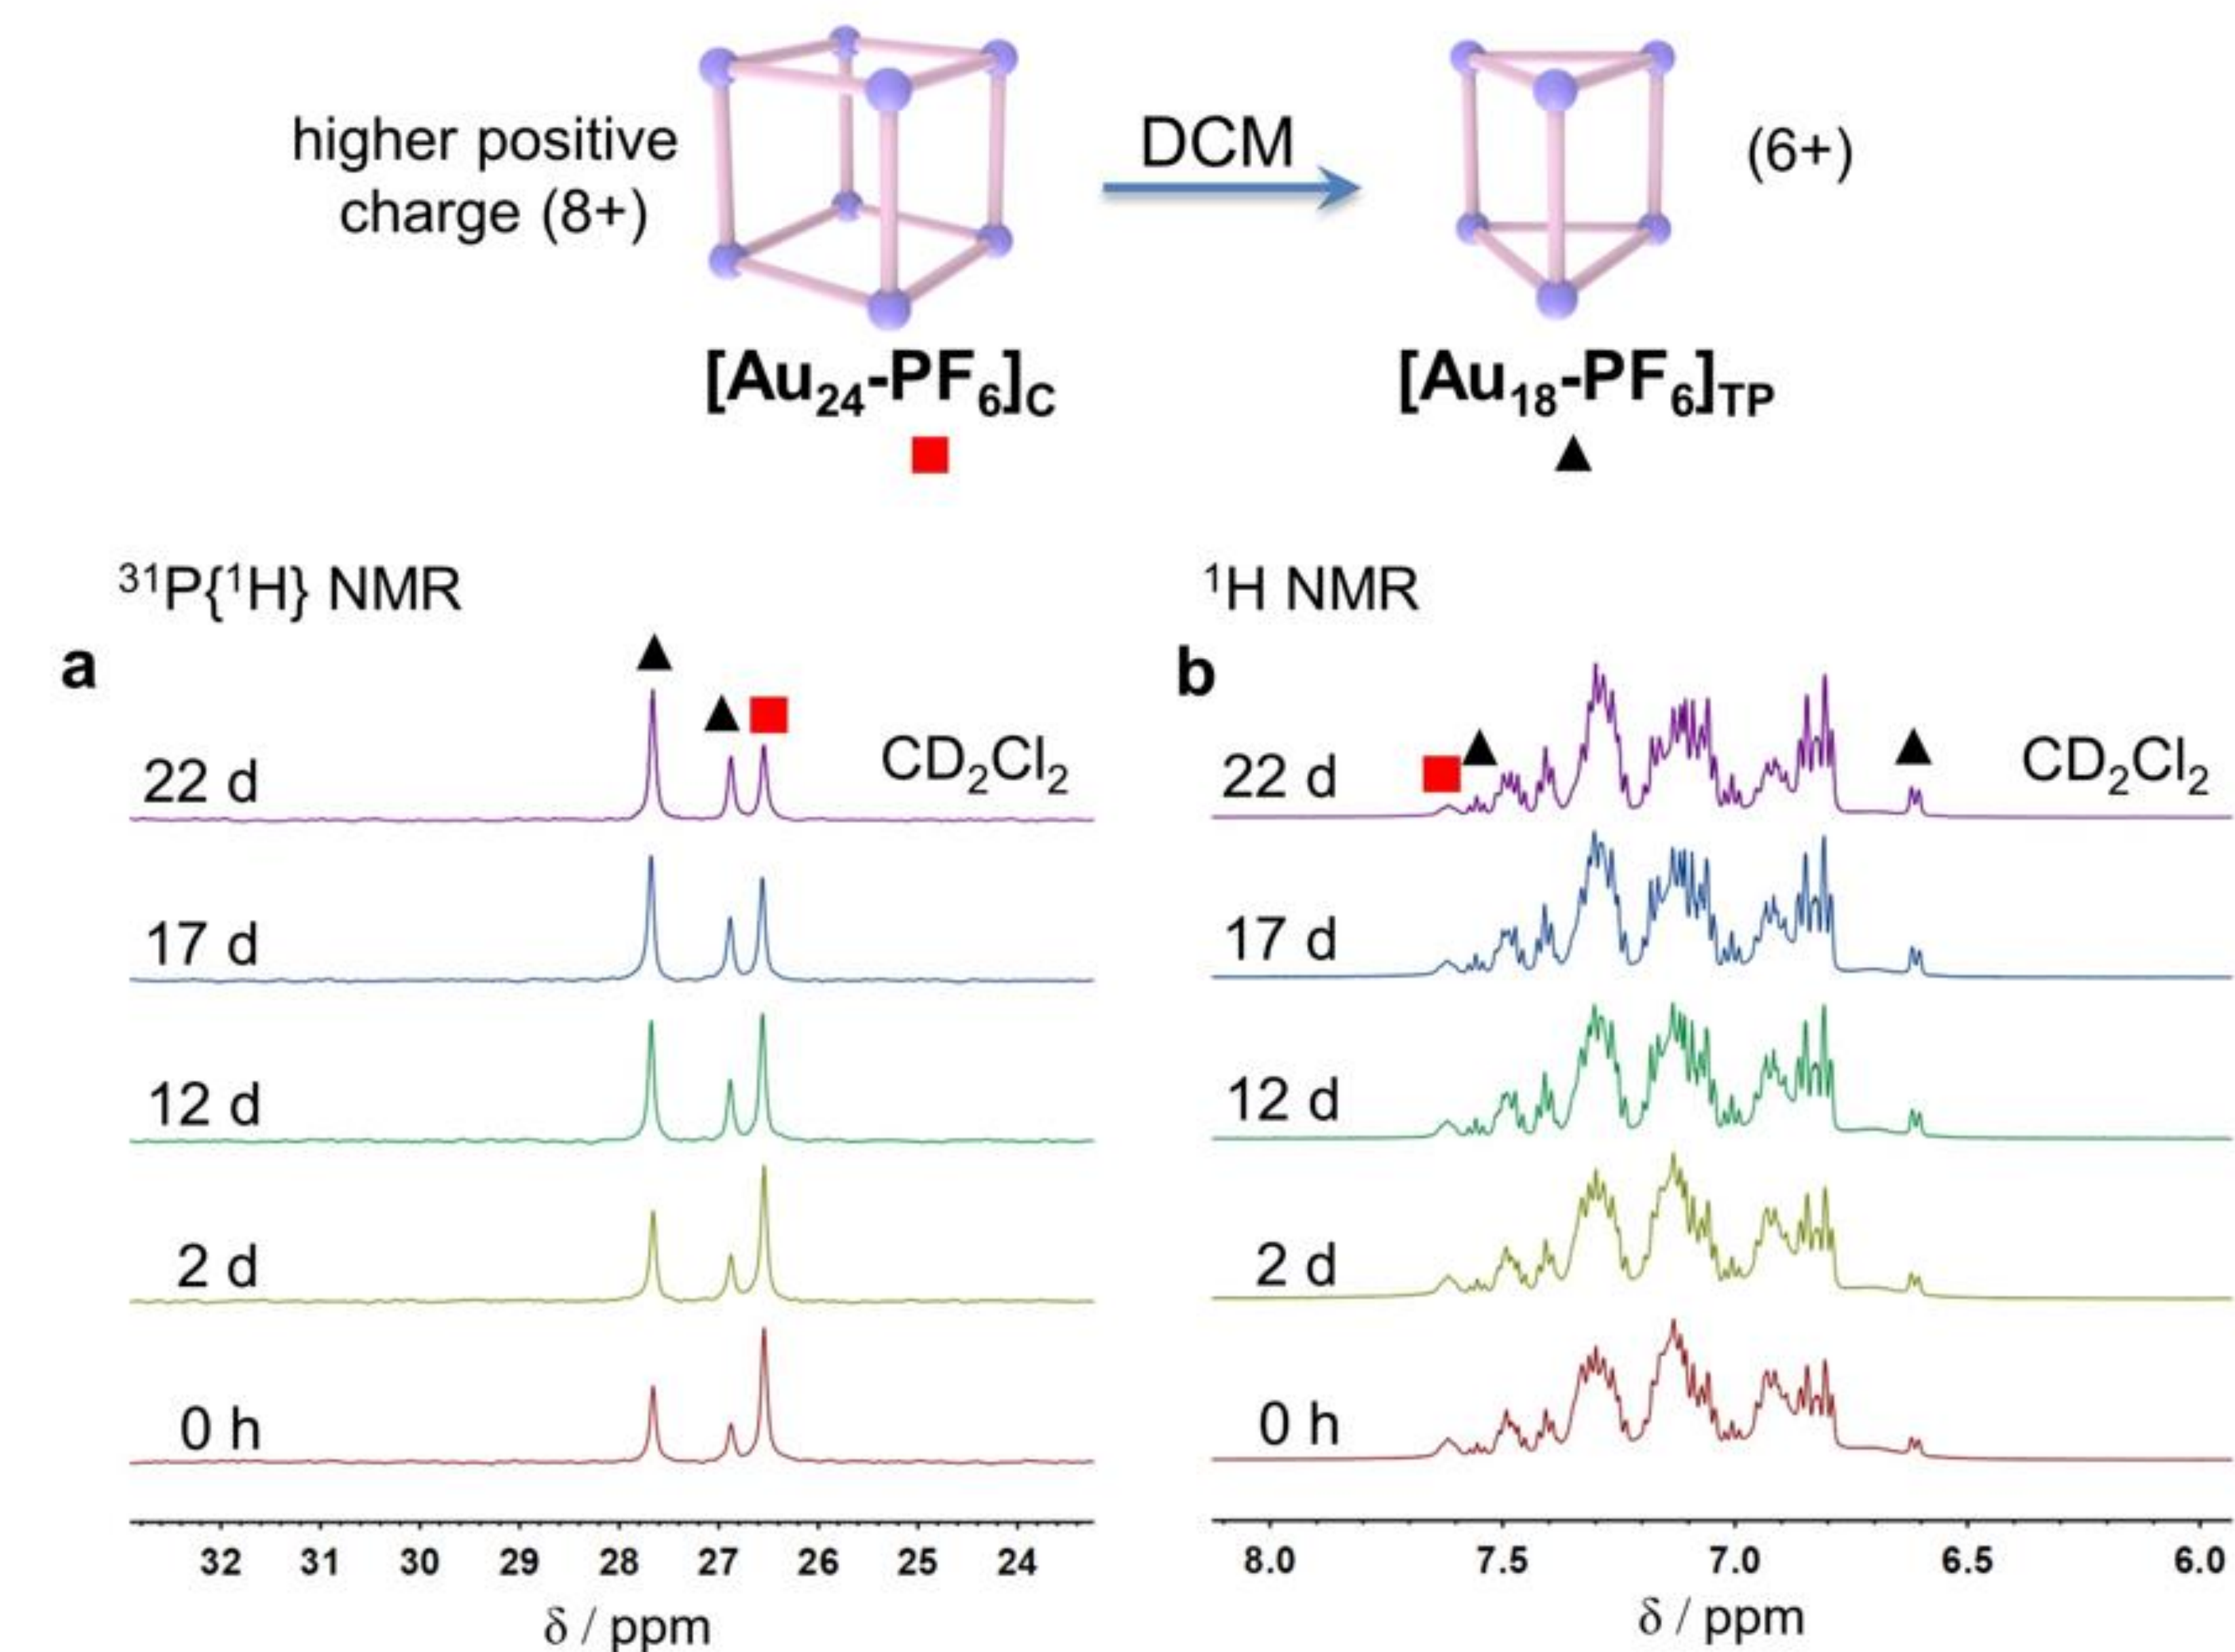 higher positive
charge (8+)
DCM
(6+)
[Au₂₄-PF₆]C
[Au₁₈-PF₆]TP
³¹P{¹H} NMR
a
CD₂Cl₂
22 d
17 d
12 d
2 d
0 h
32 31 30 29 28 27 26 25 24
δ / ppm
¹H NMR
b
CD₂Cl₂
22 d
17 d
12 d
2 d
0 h
8.0 7.5 7.0 6.5 6.0
δ / ppm